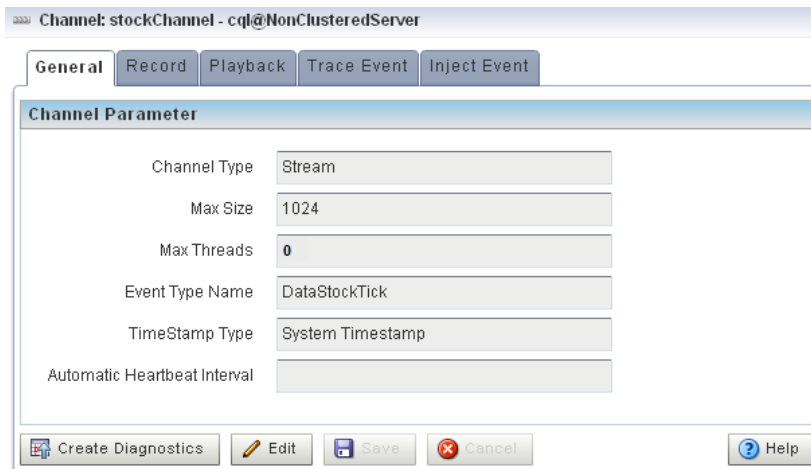 Channel: stockChannel - cql@NonClusteredServer
General Record Playback Trace Event Inject Event
Channel Parameter
Channel Type Stream
Max Size 1024
Max Threads 0
Event Type Name DataStockTick
TimeStamp Type System Timestamp
Automatic Heartbeat Interval
Create Diagnostics Edit Save Cancel Help